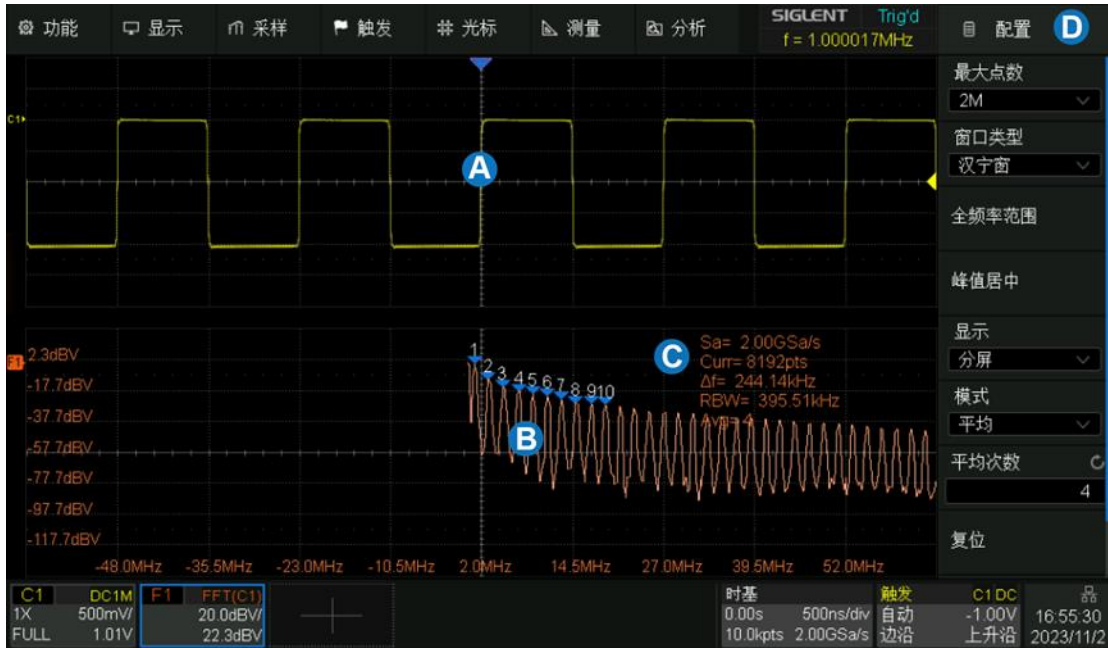 功能 显示 采样 触发 光标 测量 分析 SIGLENT Trig'd
f = 1.000017MHz
配置 D
最大点数
2M
窗口类型
汉宁窗
全频率范围
峰值居中
显示
分屏
模式
平均
平均次数
4
复位
C1
A
F1
2.3dBV
-17.7dBV
-37.7dBV
-57.7dBV
-77.7dBV
-97.7dBV
-117.7dBV
1 2 3 4 5 6 7 8 9 10
B
C
Sa= 2.00GSa/s
Curr= 8192pts
Δf= 244.14kHz
RBW= 395.51kHz
Avg= 4
-48.0MHz -35.5MHz -23.0MHz -10.5MHz 2.0MHz 14.5MHz 27.0MHz 39.5MHz 52.0MHz
C1 DC1M
1X 500mV/
FULL 1.01V
F1 FFT(C1)
20.0dBV/
22.3dBV
时基
0.00s 500ns/div
10.0kpts 2.00GSa/s
触发 C1 DC
自动 -1.00V
边沿 上升沿
16:55:30
2023/11/2